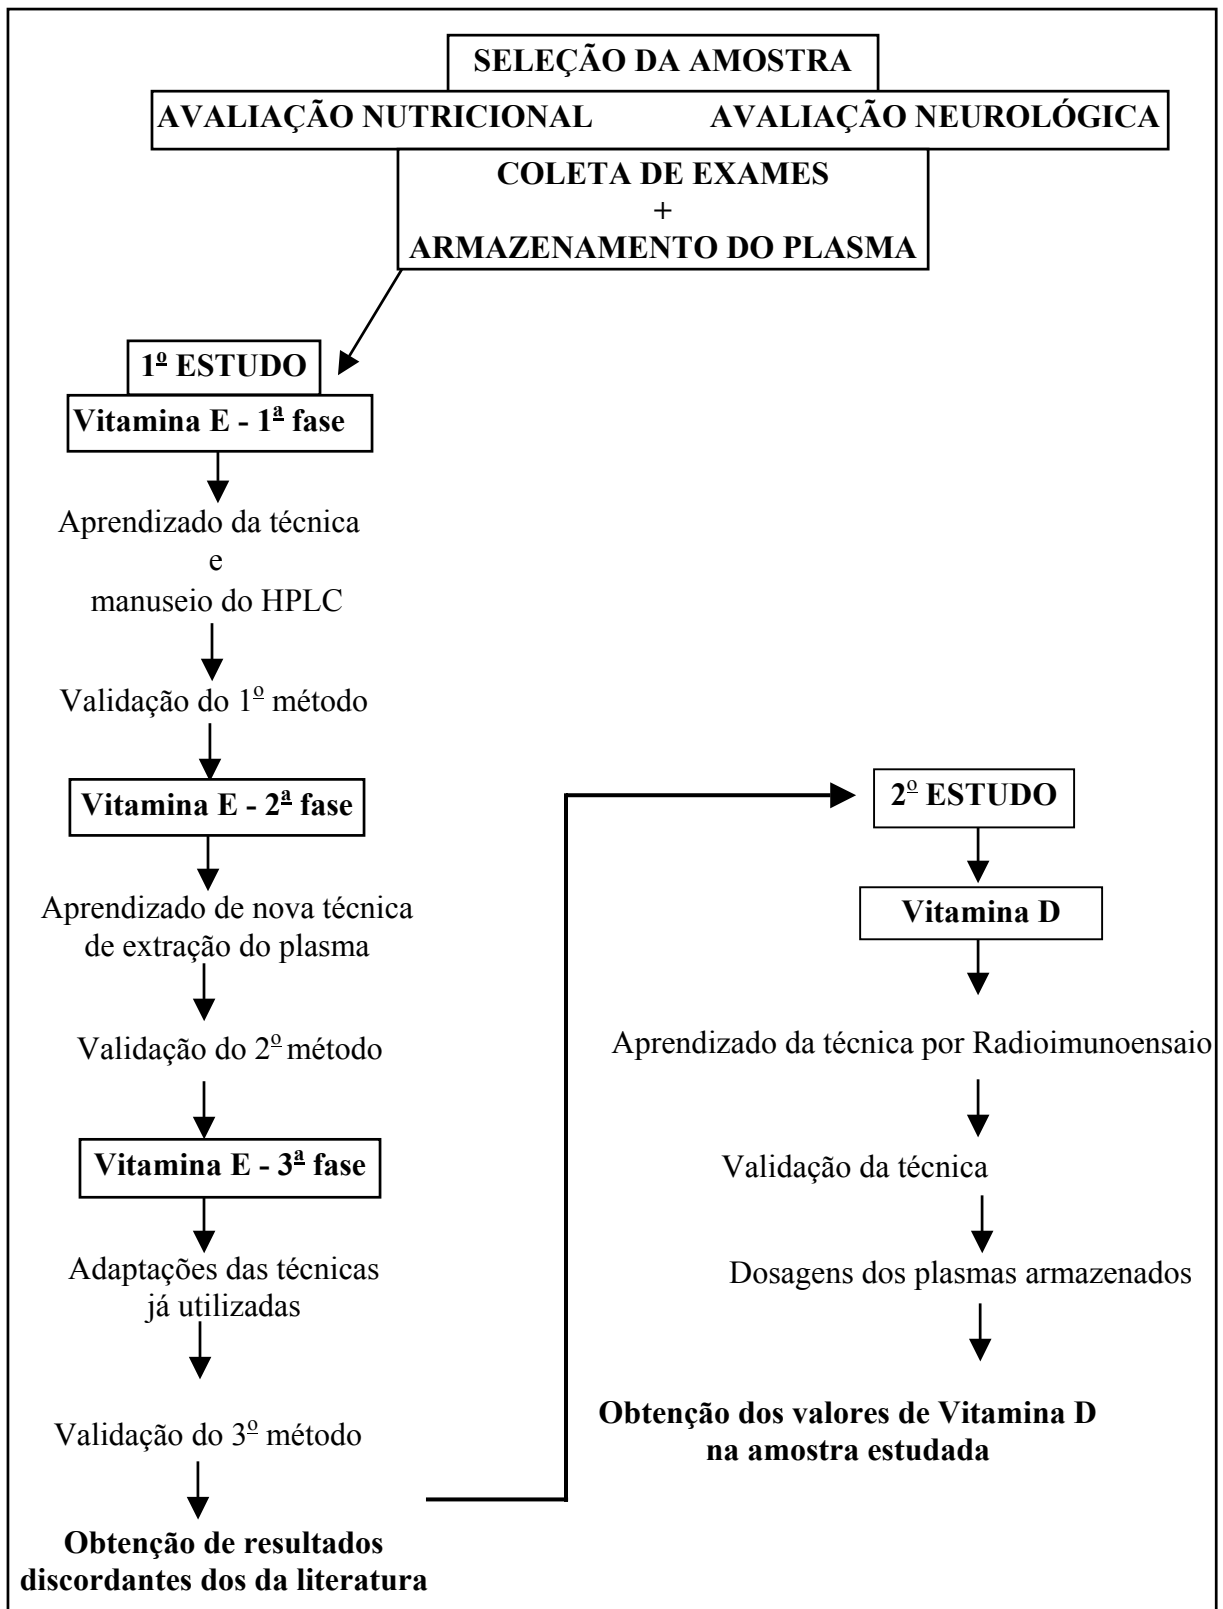 SELEÇÃO DA AMOSTRA
AVALIAÇÃO NUTRICIONAL AVALIAÇÃO NEUROLÓGICA
COLETA DE EXAMES
+
ARMAZENAMENTO DO PLASMA
1º ESTUDO
Vitamina E - 1ª fase
Aprendizado da técnica
e
manuseio do HPLC
Validação do 1º método
Vitamina E - 2ª fase
Aprendizado de nova técnica
de extração do plasma
Validação do 2º método
Vitamina E - 3ª fase
Adaptações das técnicas
já utilizadas
Validação do 3º método
Obtenção de resultados
discordantes dos da literatura
2º ESTUDO
Vitamina D
Aprendizado da técnica por Radioimunoensaio
Validação da técnica
Dosagens dos plasmas armazenados
Obtenção dos valores de Vitamina D
na amostra estudada